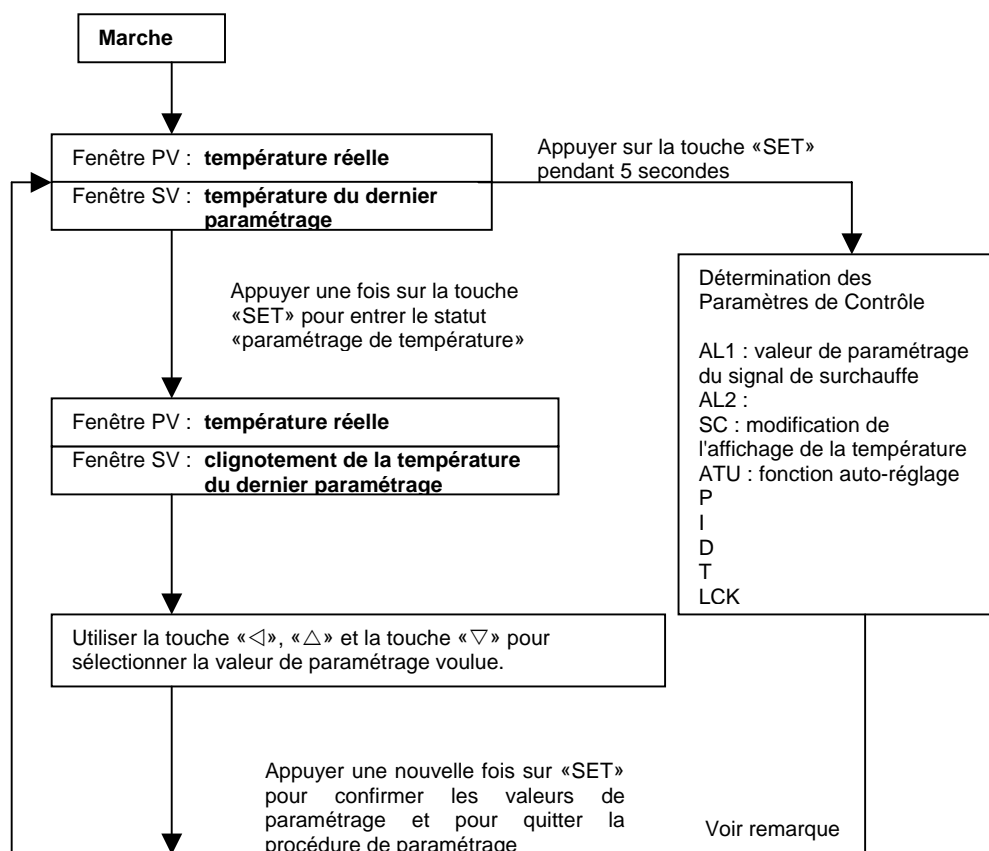 Marche
Fenêtre PV : température réelle
Fenêtre SV : température du dernier
paramétrage
Appuyer sur la touche «SET»
pendant 5 secondes
Appuyer une fois sur la touche
«SET» pour entrer le statut
«paramétrage de température»
Détermination des
Paramètres de Contrôle
AL1 : valeur de paramétrage
du signal de surchauffe
AL2 :
SC : modification de
l'affichage de la température
ATU : fonction auto-réglage
P
I
D
T
LCK
Fenêtre PV : température réelle
Fenêtre SV : clignotement de la température
du dernier paramétrage
Utiliser la touche «◁», «△» et la touche «▽» pour
sélectionner la valeur de paramétrage voulue.
Appuyer une nouvelle fois sur «SET»
pour confirmer les valeurs de
paramétrage et pour quitter la
procédure de paramétrage
Voir remarque